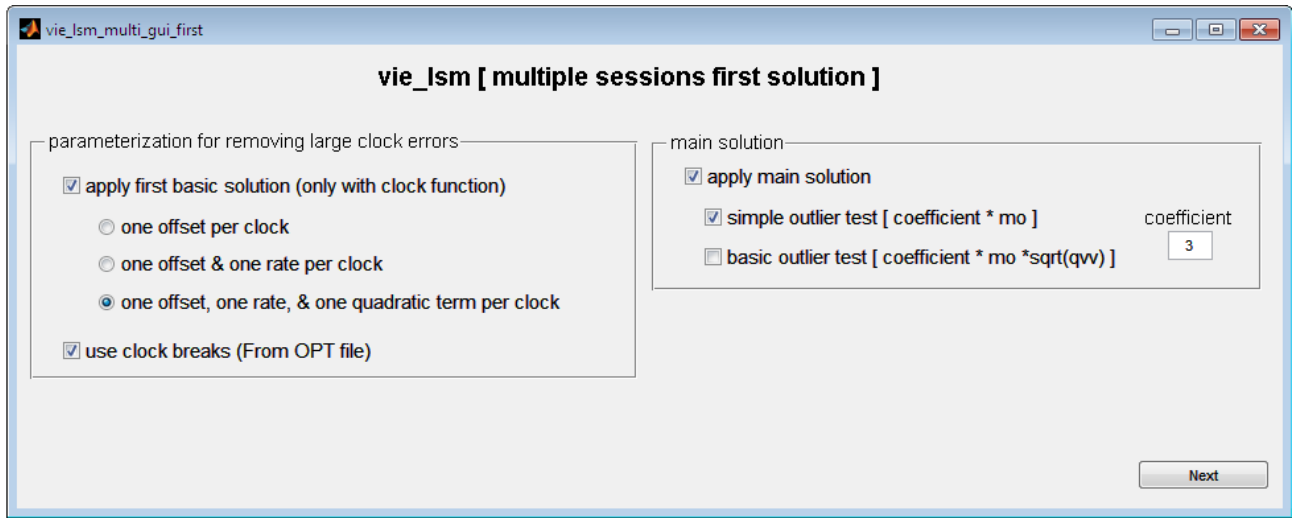 vie_lsm_multi_gui_first
vie_lsm [ multiple sessions first solution ]
parameterization for removing large clock errors
apply first basic solution (only with clock function)
one offset per clock
one offset & one rate per clock
one offset, one rate, & one quadratic term per clock
use clock breaks (From OPT file)
main solution
apply main solution
simple outlier test [ coefficient * mo ]
basic outlier test [ coefficient * mo *sqrt(qvv) ]
coefficient
3
Next